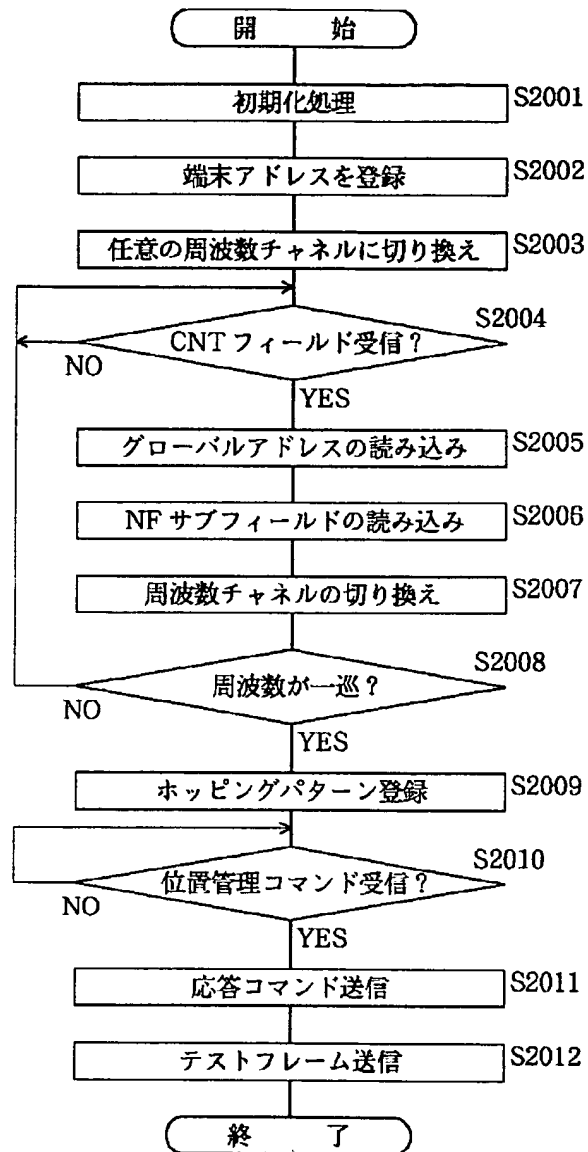 開 始
初期化処理 S2001
端末アドレスを登録 S2002
任意の周波数チャネルに切り換え S2003
S2004
CNTフィールド受信?
NO
YES
グローバルアドレスの読み込み S2005
NFサブフィールドの読み込み S2006
周波数チャネルの切り換え S2007
S2008
周波数が一巡?
NO
YES
ホッピングパターン登録 S2009
S2010
位置管理コマンド受信?
NO
YES
応答コマンド送信 S2011
テストフレーム送信 S2012
終 了